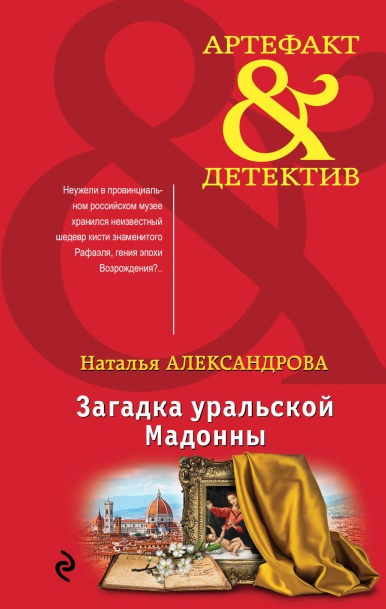 АРТЕФАКТ
&
ДЕТЕКТИВ
Неужели в провинциаль-
ном российском музее
хранился неизвестный
шедевр кисти знаменитого
Рафаэля, гения эпохи
Возрождения?..
Наталья АЛЕКСАНДРОВА
Загадка уральской
Мадонны